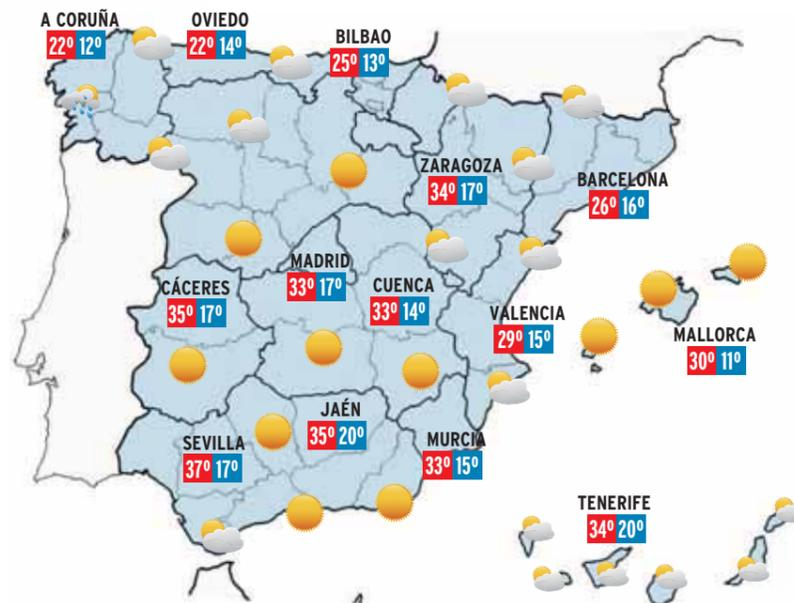 A CORUÑA
22º 12º
OVIEDO
22º 14º
BILBAO
25º 13º
ZARAGOZA
34º 17º
BARCELONA
26º 16º
MADRID
33º 17º
CÁCERES
35º 17º
CUENCA
33º 14º
VALENCIA
29º 15º
MALLORCA
30º 11º
JAÉN
35º 20º
SEVILLA
37º 17º
MURCIA
33º 15º
TENERIFE
34º 20º